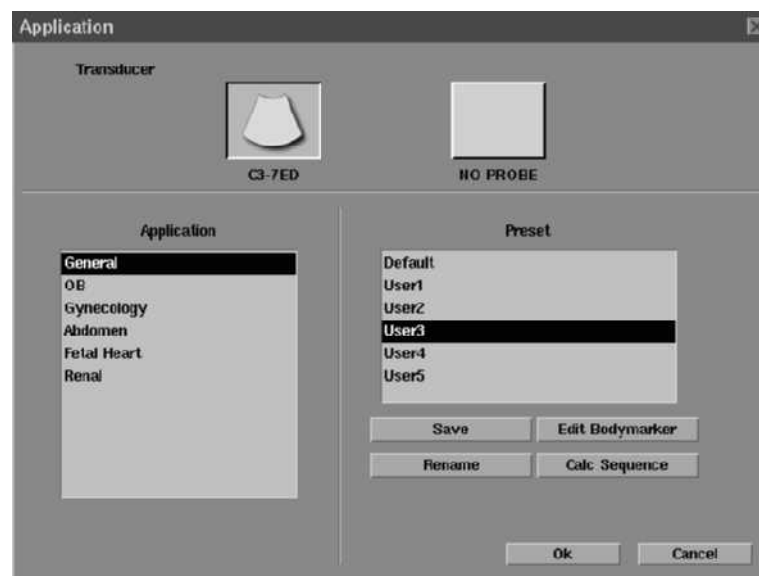 Application
Transducer
C3-7ED
NO PROBE
Application
General
OB
Gynecology
Abdomen
Fetal Heart
Renal
Preset
Default
User1
User2
User3
User4
User5
Save
Edit Bodymarker
Rename
Calc Sequence
Ok
Cancel